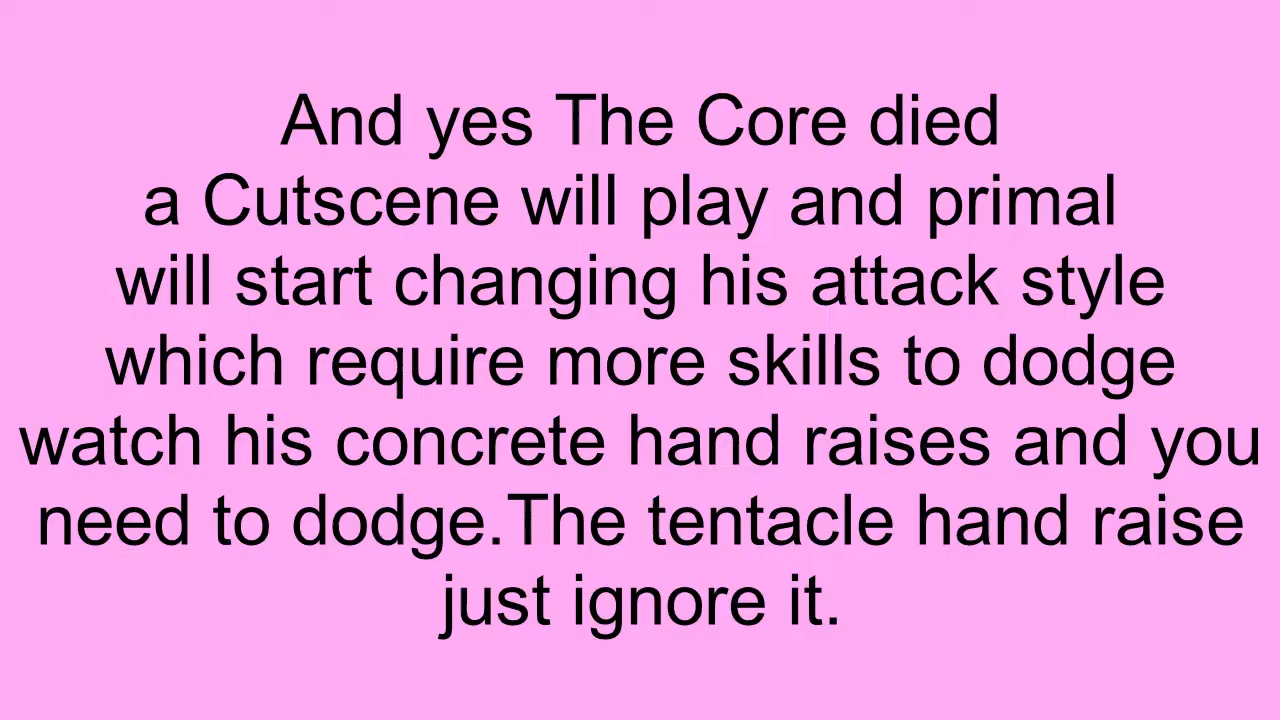 And yes The Core died
a Cutscene will play and primal
will start changing his attack style
which require more skills to dodge
watch his concrete hand raises and you
need to dodge.The tentacle hand raise
just ignore it.